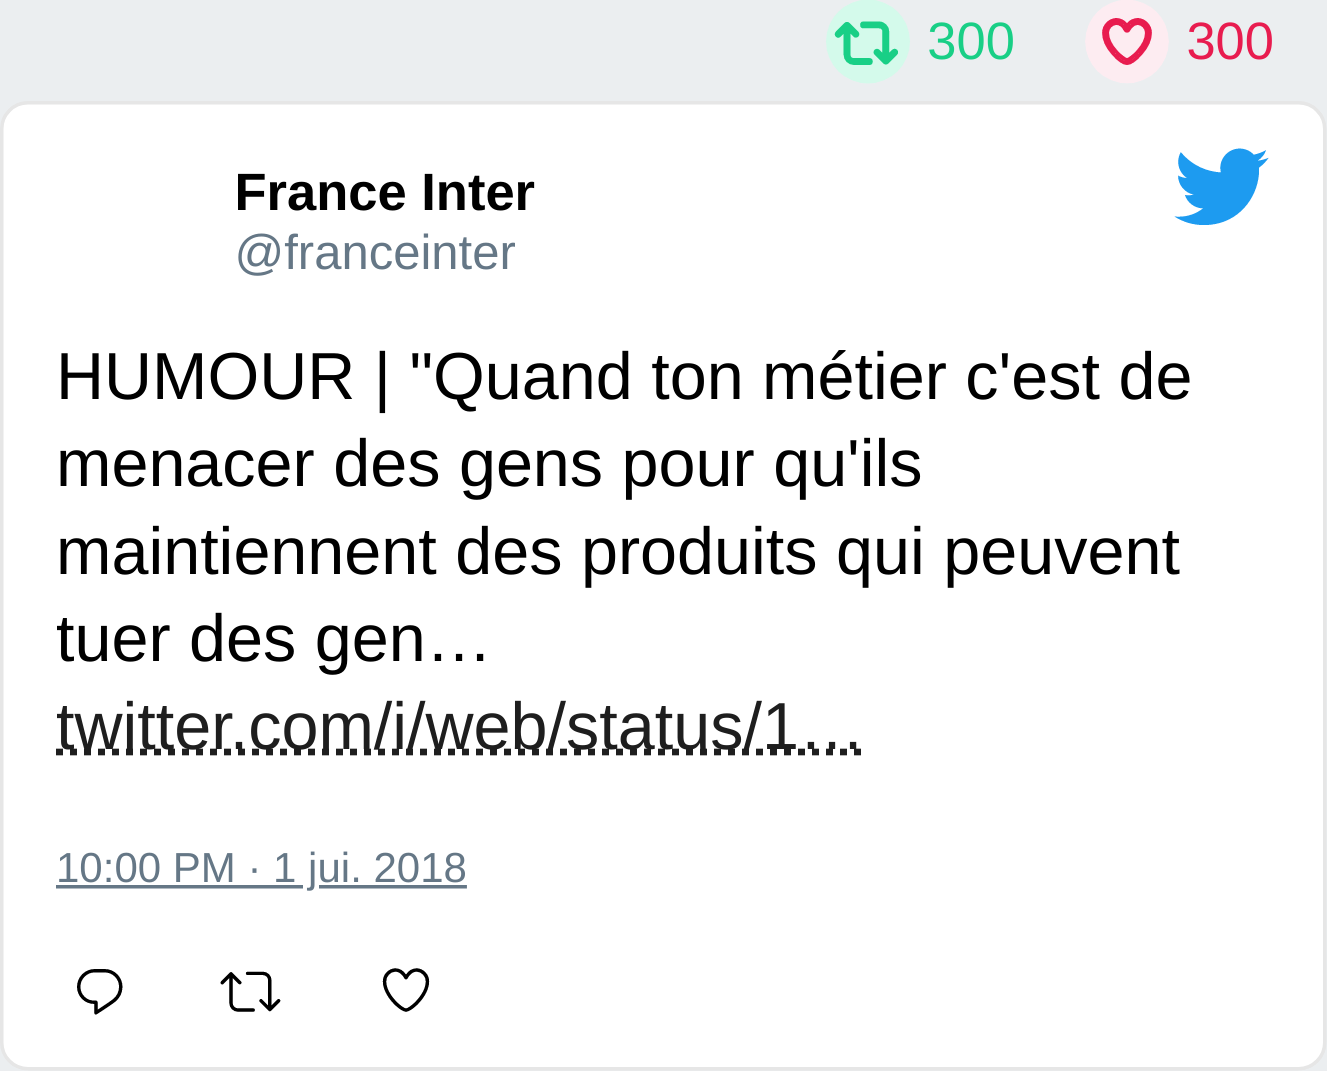 300 300
France Inter
@franceinter
HUMOUR | "Quand ton métier c'est de
menacer des gens pour qu'ils
maintiennent des produits qui peuvent
tuer des gen…
twitter.com/i/web/status/1…
10:00 PM · 1 jui. 2018